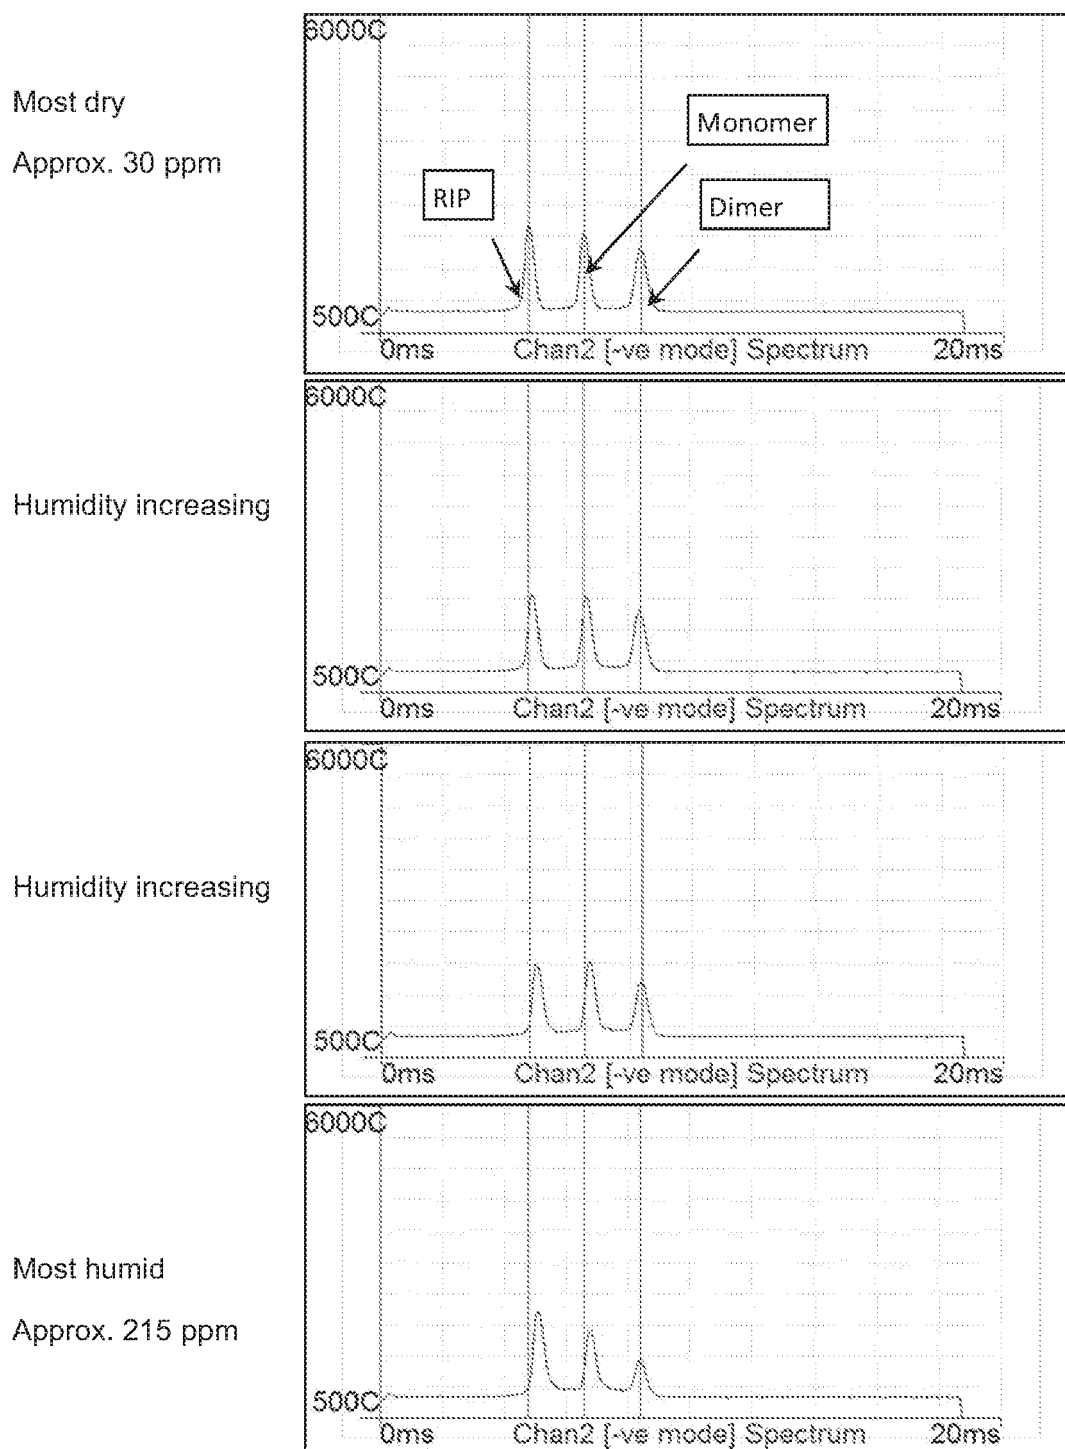 6000C
Most dry
Monomer
Approx. 30 ppm
RIP
Dimer
500C
0ms Chan2 [-ve mode] Spectrum 20ms
6000C
Humidity increasing
500C
0ms Chan2 [-ve mode] Spectrum 20ms
6000C
Humidity increasing
500C
0ms Chan2 [-ve mode] Spectrum 20ms
6000C
Most humid
Approx. 215 ppm
500C
0ms Chan2 [-ve mode] Spectrum 20ms